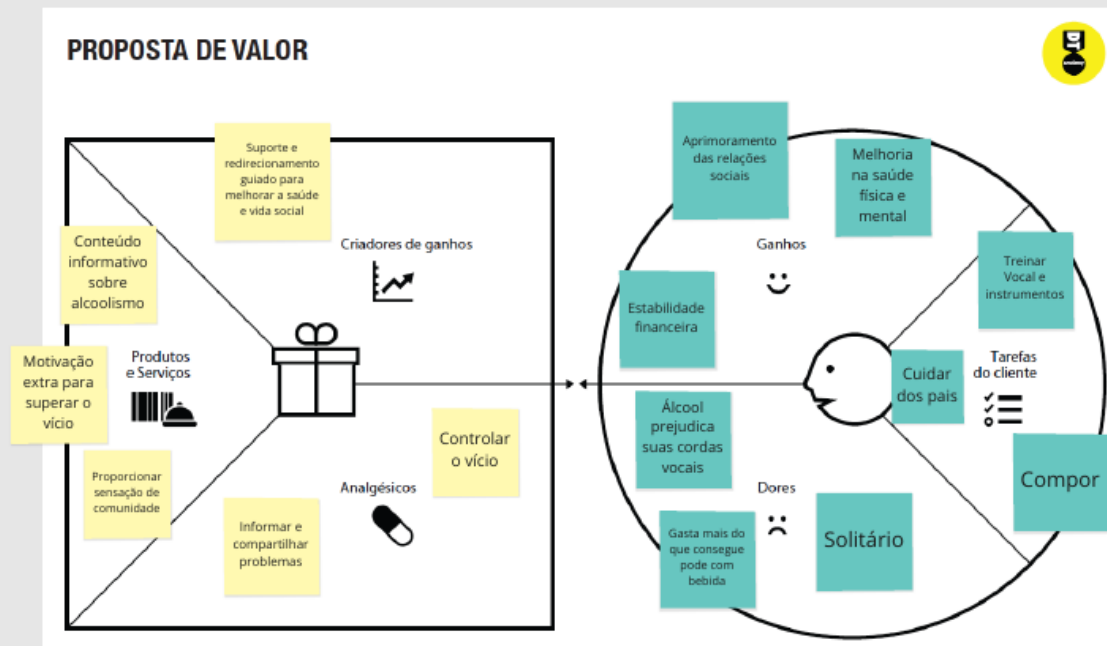 PROPOSTA DE VALOR
Suporte e
redirecionamento
guiado para
melhorar a saúde
e vida social
Criadores de ganhos
Conteúdo
informativo
sobre
alcoolismo
Motivação
extra para
superar o
vício
Produtos
e Serviços
Proporcionar
sensação de
comunidade
Controlar
o vício
Analgésicos
Informar e
compartilhar
problemas
Aprimoramento
das relações
sociais
Melhoria
na saúde
física e
mental
Ganhos
Estabilidade
financeira
Treinar
Vocal e
instrumentos
Cuidar
dos pais
Tarefas
do cliente
Compor
Álcool
prejudica
suas cordas
vocais
Dores
Gasta mais do
que consegue
pode com
bebida
Solitário